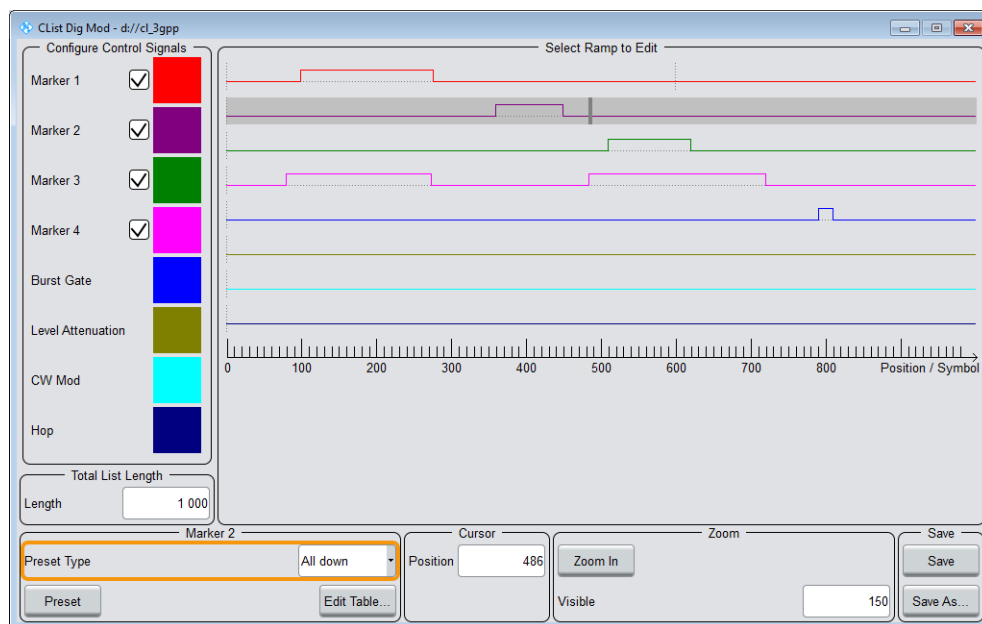 CList Dig Mod - d://cl_3gpp
Configure Control Signals
Select Ramp to Edit
Marker 1
Marker 2
Marker 3
Marker 4
Burst Gate
Level Attenuation
CW Mod
Hop
0 100 200 300 400 500 600 700 800 Position / Symbol
Total List Length
Length 1 000
Marker 2
Cursor
Zoom
Save
Preset Type All down
Position 486
Zoom In
Save
Preset
Edit Table...
Visible 150
Save As...